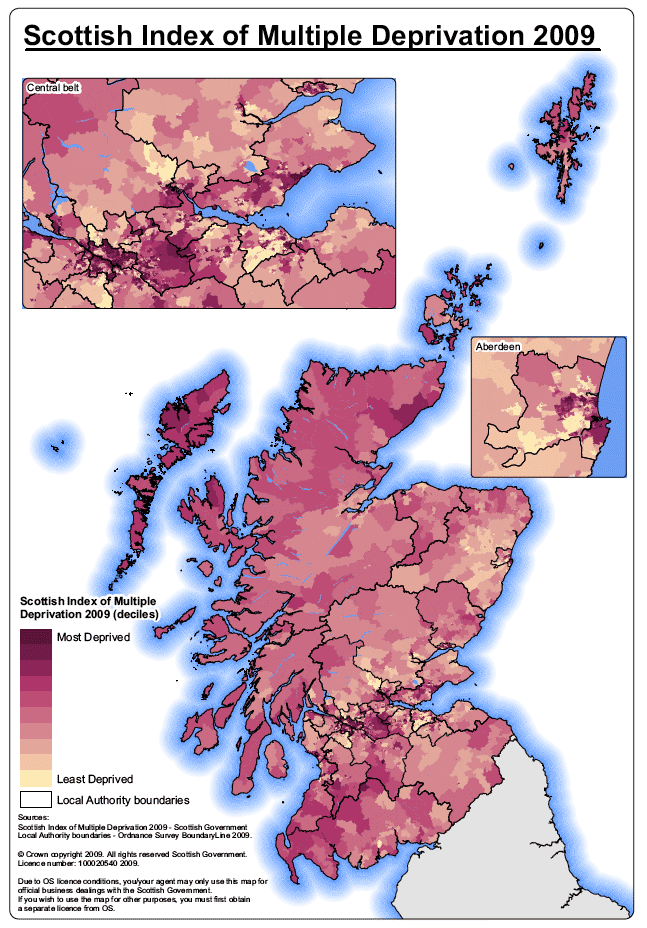 Scottish Index of Multiple Deprivation 2009
Central belt
Aberdeen
Scottish Index of Multiple
Deprivation 2009 (deciles)
Most Deprived
Least Deprived
Local Authority boundaries
Sources:
Scottish Index of Multiple Deprivation 2009 - Scottish Government
Local Authority boundaries - Ordnance Survey BoundaryLine 2009.
© Crown copyright 2009. All rights reserved Scottish Government.
Licence number: 100020540 2009.
Due to OS licence conditions, you/your agent may only use this map for
official business dealings with the Scottish Government.
If you wish to use the map for other purposes, you must first obtain
a separate licence from OS.